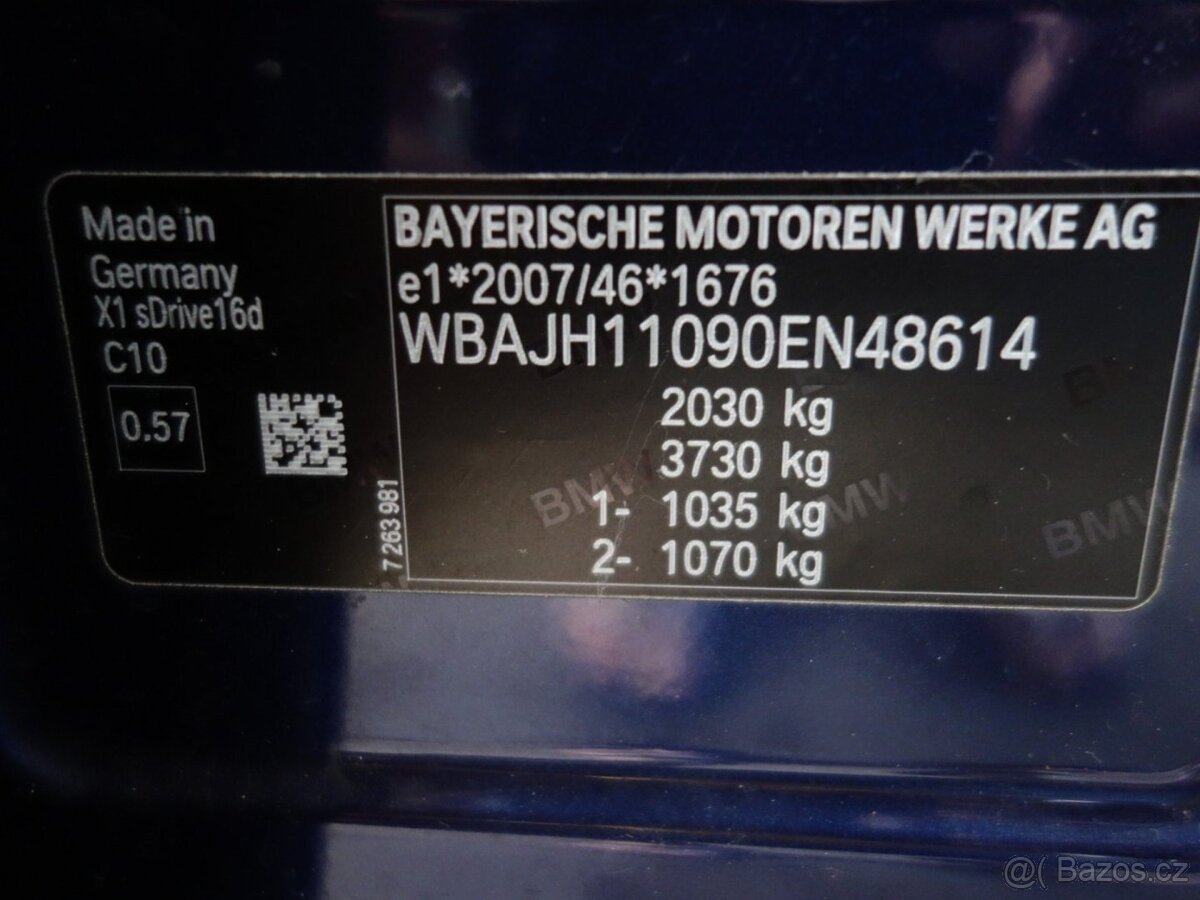 Made in
Germany
X1 sDrive16d
C10
0.57
7 263 981
BAYERISCHE MOTOREN WERKE AG
e1*2007/46*1676
WBAJH11090EN48614
2030 kg
3730 kg
1- 1035 kg
2- 1070 kg
BMW
BMW
BMW
@( Bazos.cz